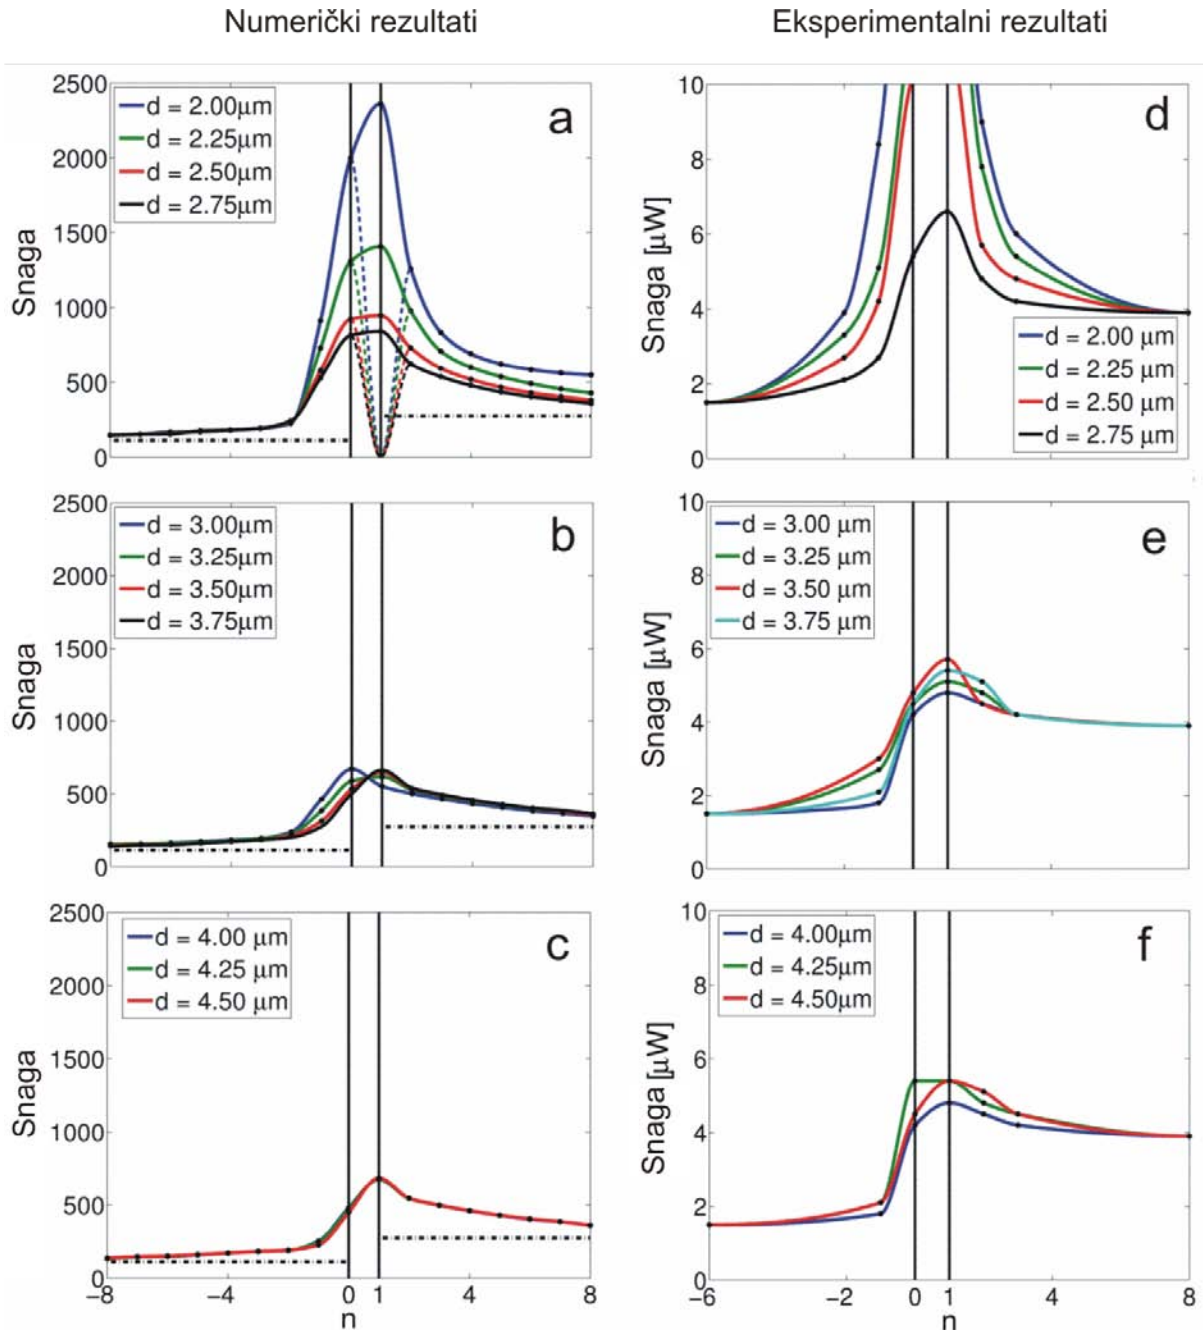 Numerički rezultati
Eksperimentalni rezultati
2500
2000
1500
1000
500
0
Snaga
d = 2.00μm
d = 2.25μm
d = 2.50μm
d = 2.75μm
a
10
8
6
4
2
0
Snaga [μW]
d
d = 2.00 μm
d = 2.25 μm
d = 2.50 μm
d = 2.75 μm
2500
2000
1500
1000
500
0
Snaga
d = 3.00μm
d = 3.25μm
d = 3.50μm
d = 3.75μm
b
10
8
6
4
2
0
Snaga [μW]
d = 3.00 μm
d = 3.25 μm
d = 3.50 μm
d = 3.75 μm
e
2500
2000
1500
1000
500
0
Snaga
d = 4.00 μm
d = 4.25 μm
d = 4.50 μm
c
−8 −4 0 1 4 8
n
10
8
6
4
2
0
Snaga [μW]
d = 4.00μm
d = 4.25μm
d = 4.50μm
f
−6 −2 0 1 4 8
n